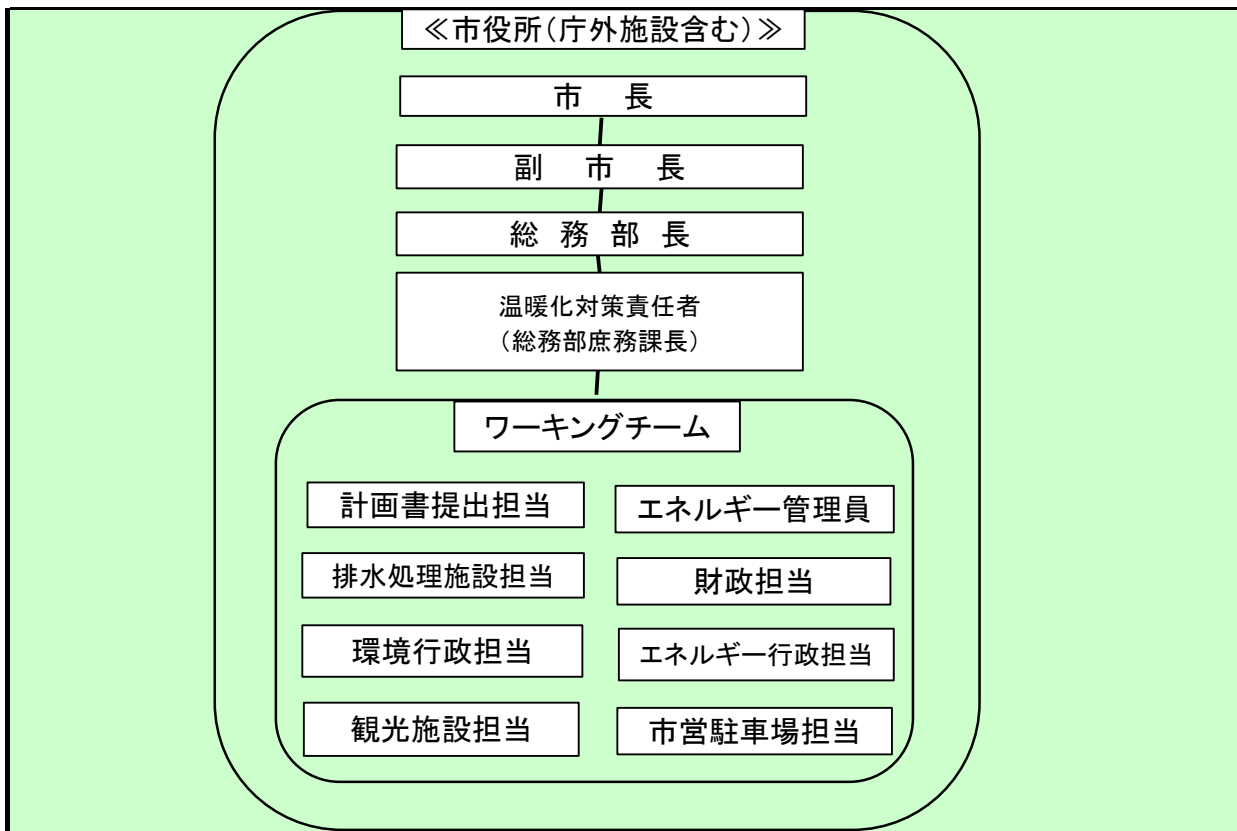 ≪市役所(庁外施設含む)≫
市　長
副　市　長
総 務 部 長
温暖化対策責任者
(総務部庶務課長)
ワーキングチーム
計画書提出担当
エネルギー管理員
排水処理施設担当
財政担当
環境行政担当
エネルギー行政担当
観光施設担当
市営駐車場担当